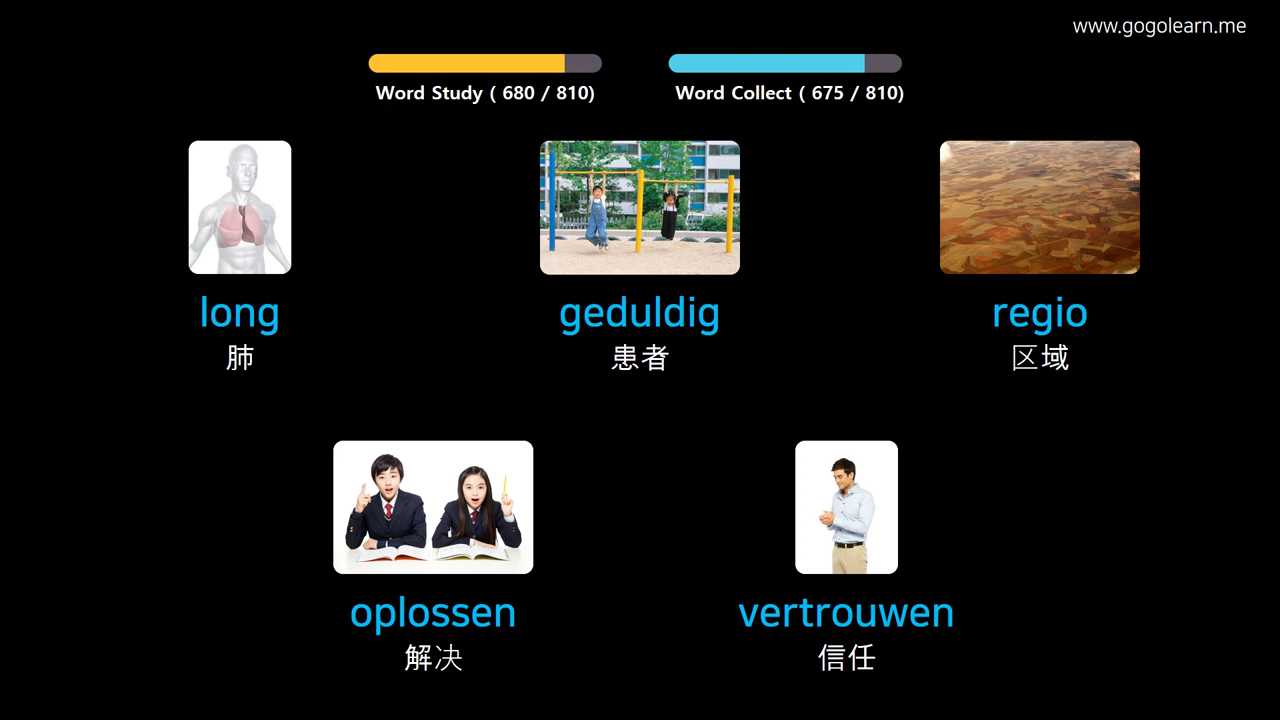 www.gogolearn.me
Word Study ( 680 / 810)
Word Collect ( 675 / 810)
long
肺
geduldig
患者
regio
区域
oplossen
解决
vertrouwen
信任